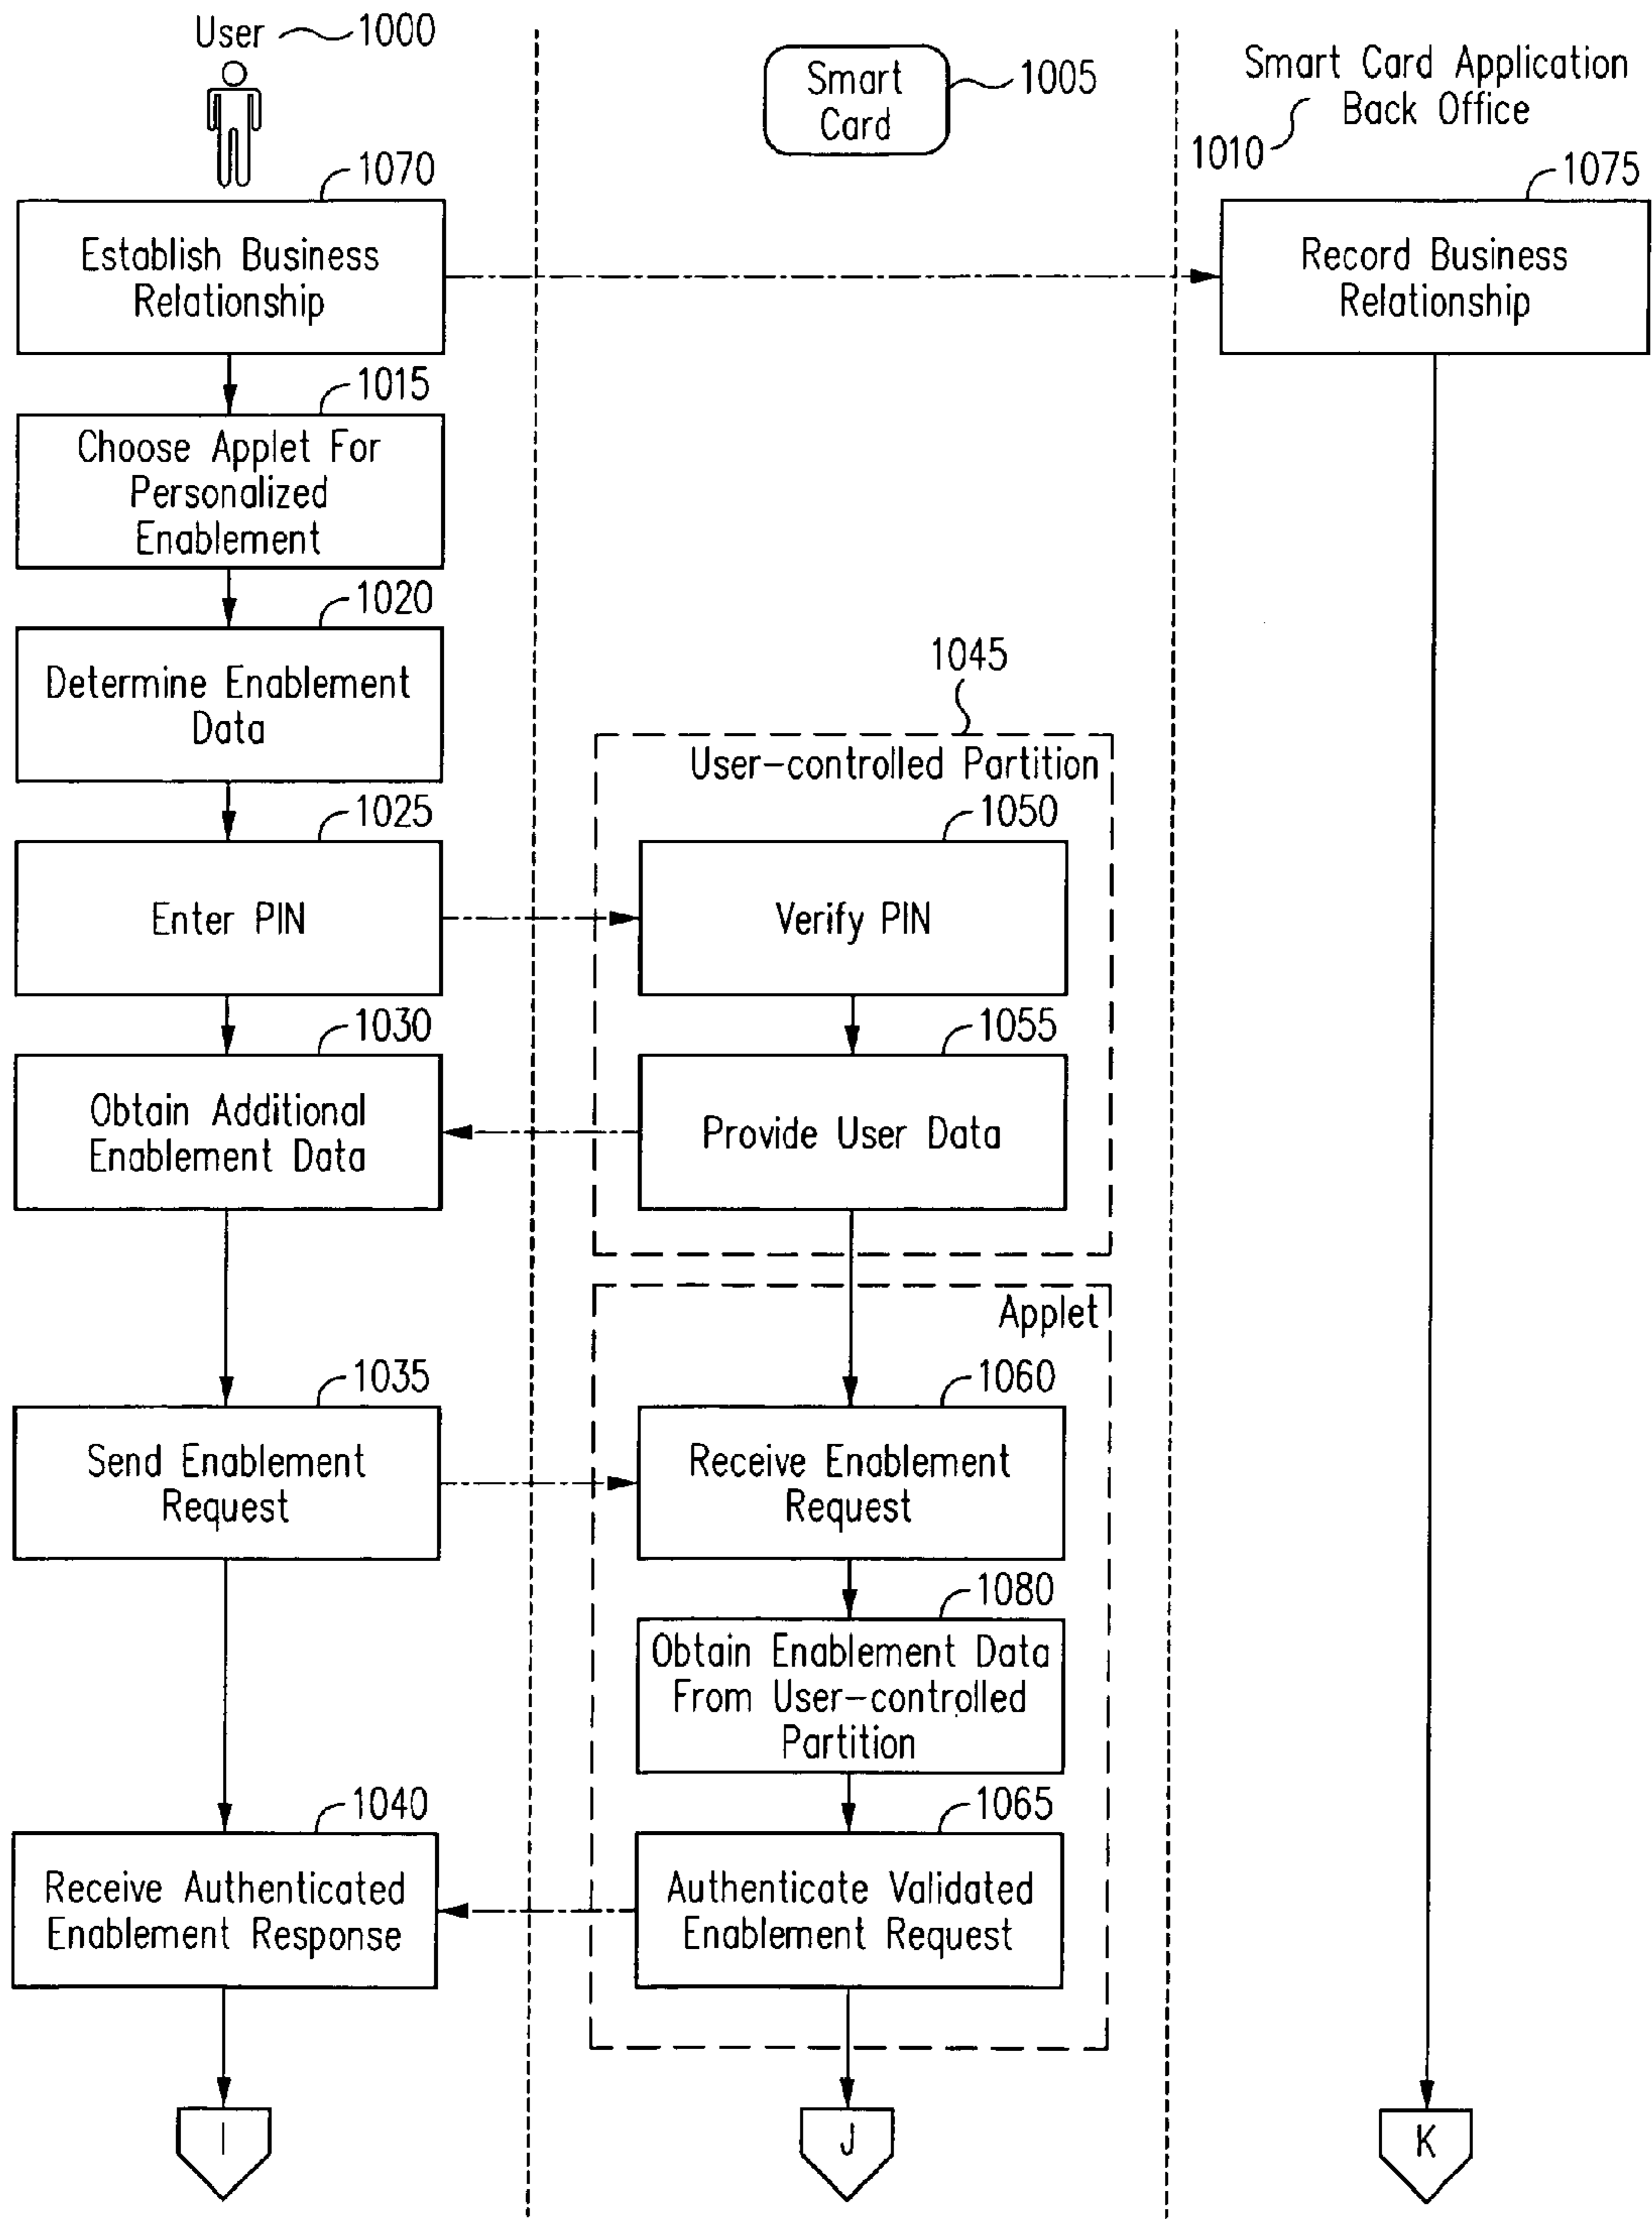 User 1000
Smart
Card
1005
Smart Card Application
Back Office
1010
1070
Establish Business
Relationship
1075
Record Business
Relationship
1015
Choose Applet For
Personalized
Enablement
1020
Determine Enablement
Data
1045
User-controlled Partition
1025
Enter PIN
1050
Verify PIN
1030
Obtain Additional
Enablement Data
1055
Provide User Data
Applet
1035
Send Enablement
Request
1060
Receive Enablement
Request
1080
Obtain Enablement Data
From User-controlled
Partition
1040
Receive Authenticated
Enablement Response
1065
Authenticate Validated
Enablement Request
I
J
K